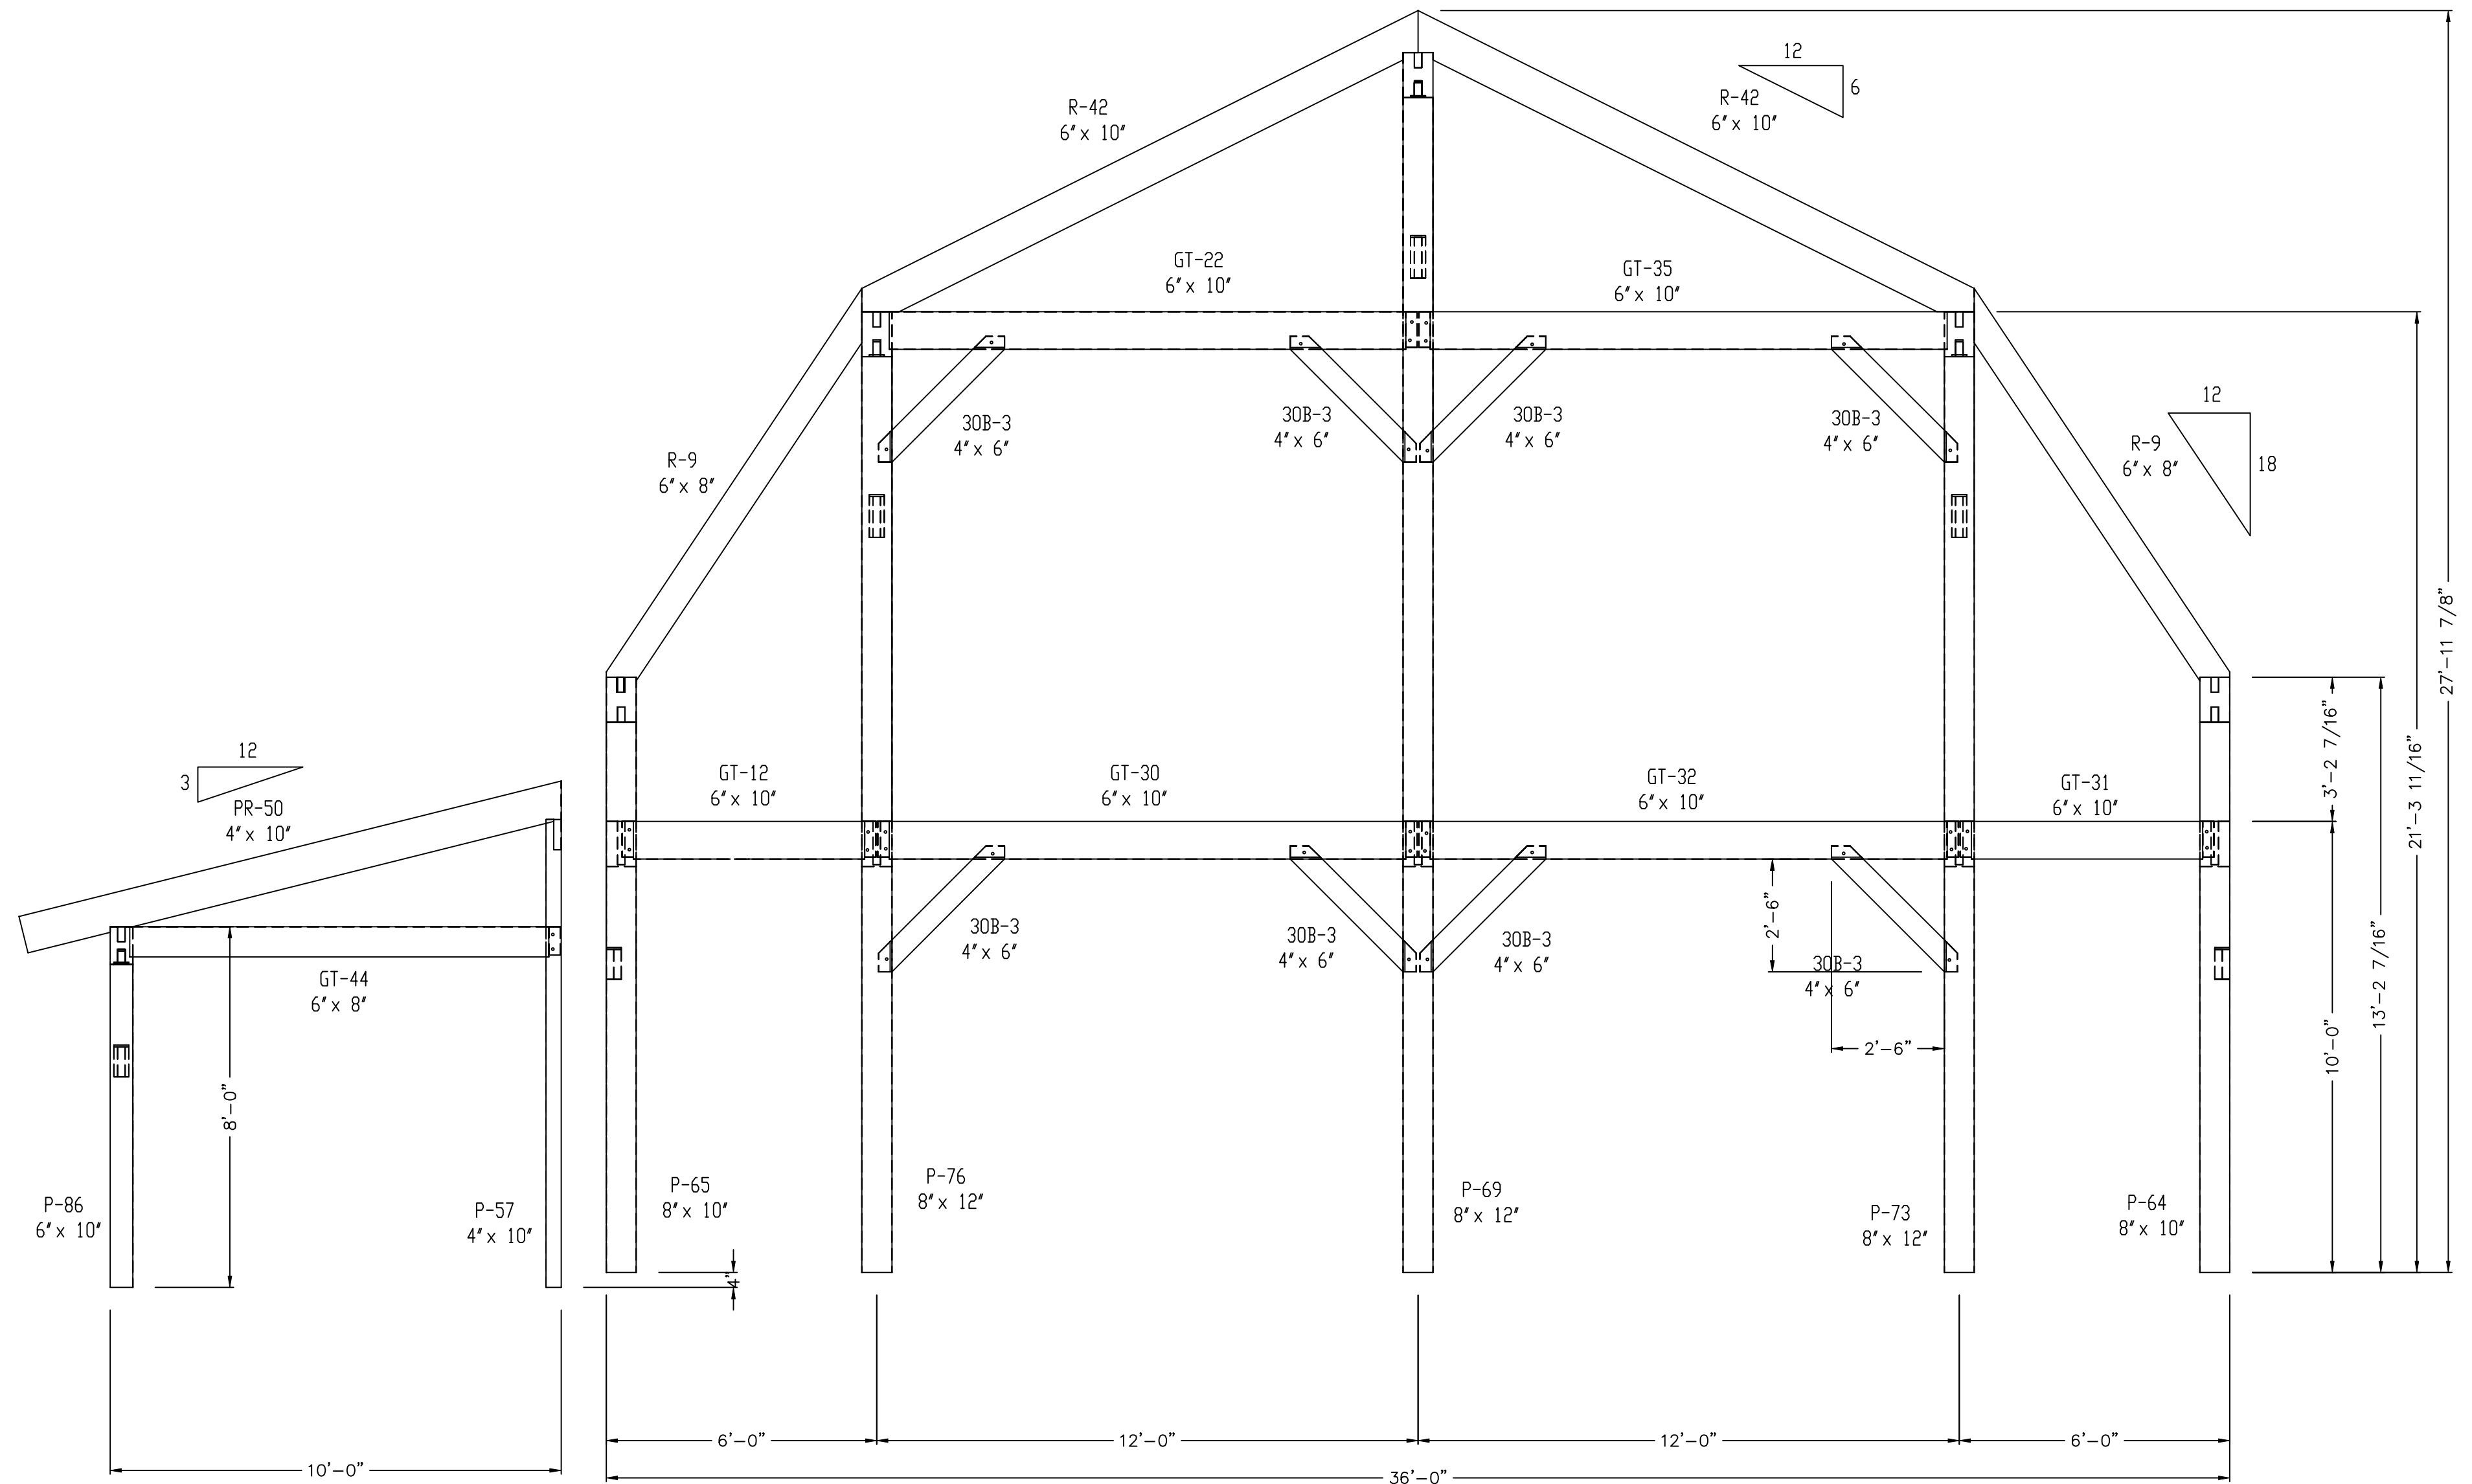 12
6
R-42
6" x 10"
R-42
6" x 10"
GT-22
6" x 10"
GT-35
6" x 10"
12
18
R-9
6" x 8"
R-9
6" x 8"
30B-3
4" x 6"
30B-3
4" x 6"
30B-3
4" x 6"
30B-3
4" x 6"
27'-11 7/8"
21'-3 11/16"
3'-2 7/16"
13'-2 7/16"
10'-0"
12
3
PR-50
4" x 10"
GT-12
6" x 10"
GT-30
6" x 10"
GT-32
6" x 10"
GT-31
6" x 10"
GT-44
6" x 8"
8'-0"
30B-3
4" x 6"
30B-3
4" x 6"
30B-3
4" x 6"
30B-3
4" x 6"
2'-6"
2'-6"
P-86
6" x 10"
P-57
4" x 10"
P-65
8" x 10"
P-76
8" x 12"
P-69
8" x 12"
P-73
8" x 12"
P-64
8" x 10"
4"
6'-0"
12'-0"
12'-0"
6'-0"
10'-0"
36'-0"